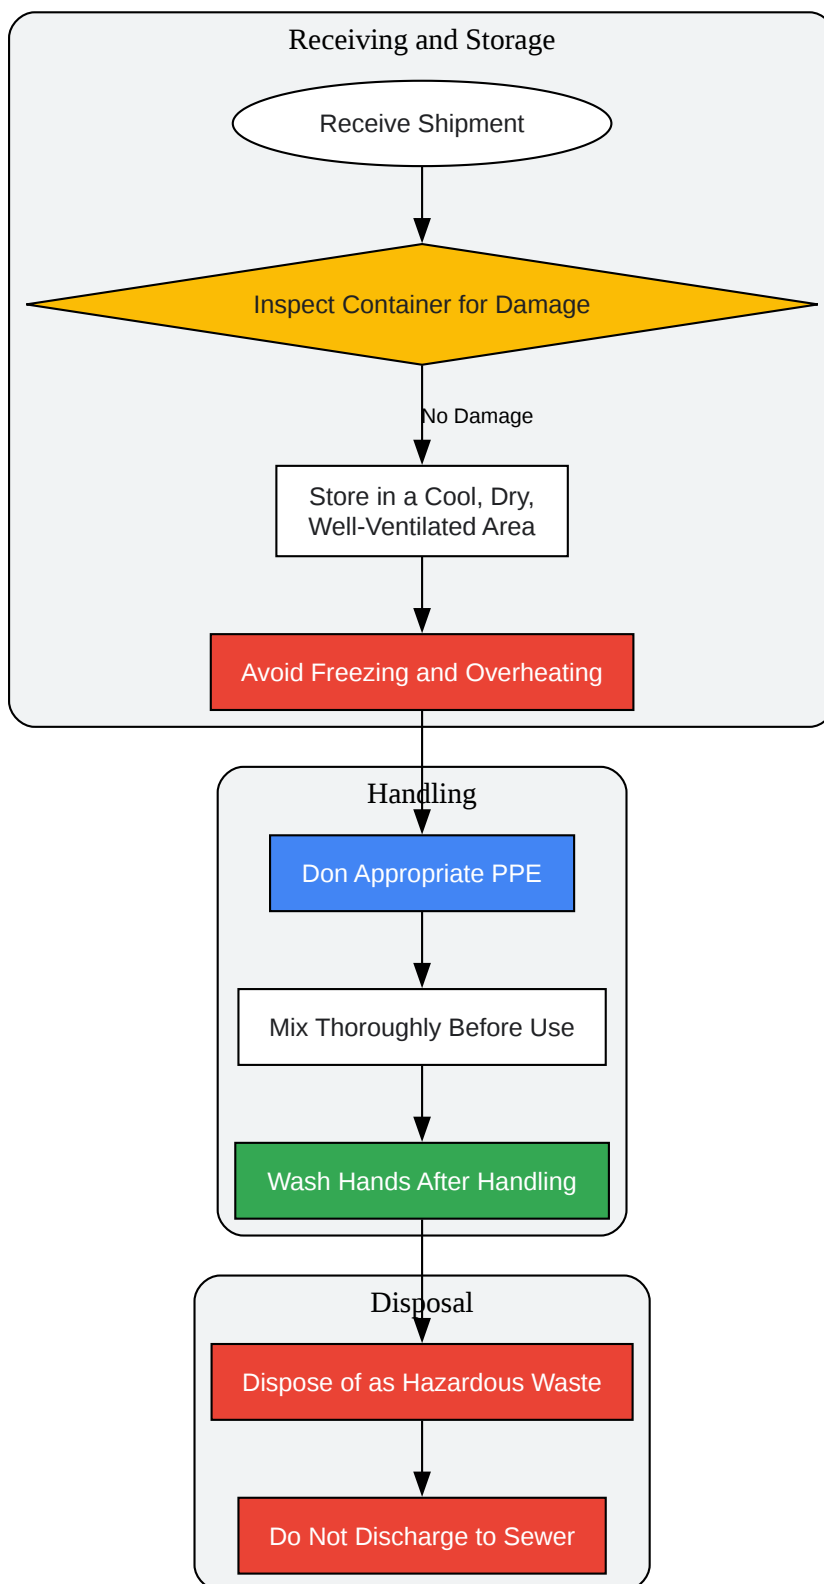 Receiving and Storage
Receive Shipment
Inspect Container for Damage
No Damage
Store in a Cool, Dry,
Well-Ventilated Area
Avoid Freezing and Overheating
Handling
Don Appropriate PPE
Mix Thoroughly Before Use
Wash Hands After Handling
Disposal
Dispose of as Hazardous Waste
Do Not Discharge to Sewer